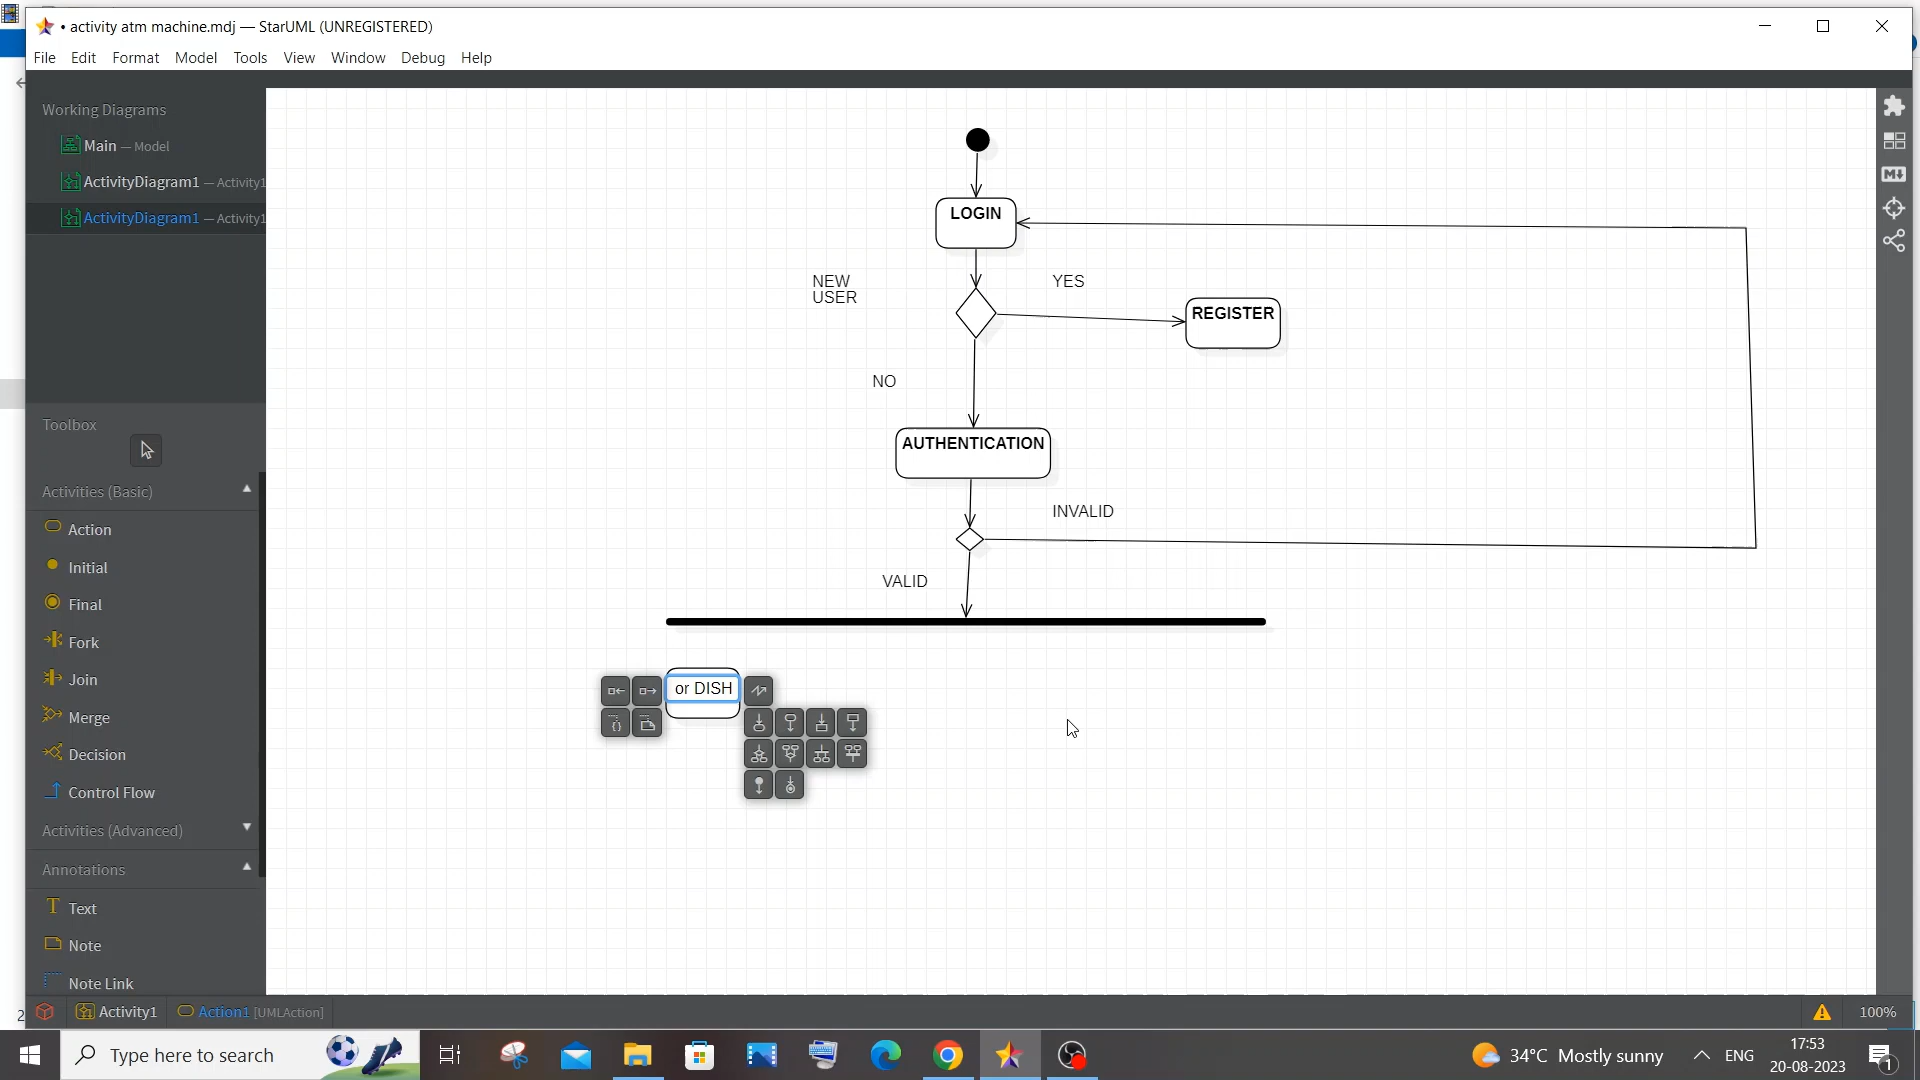 • activity atm machine.mdj — StarUML (UNREGISTERED)
File Edit Format Model Tools View Window Debug Help
Working Diagrams
Main — Model
ActivityDiagram1 — Activity1
ActivityDiagram1 — Activity1
Toolbox
Activities (Basic)
Action
Initial
Final
Fork
Join
Merge
Decision
Control Flow
Activities (Advanced)
Annotations
Text
Note
Note Link
LOGIN
NEW
USER
YES
REGISTER
NO
AUTHENTICATION
INVALID
VALID
or DISH
M
2
Activity1
Action1 [UMLAction]
100%
Type here to search
34°C Mostly sunny
ENG
17:53
20-08-2023
1